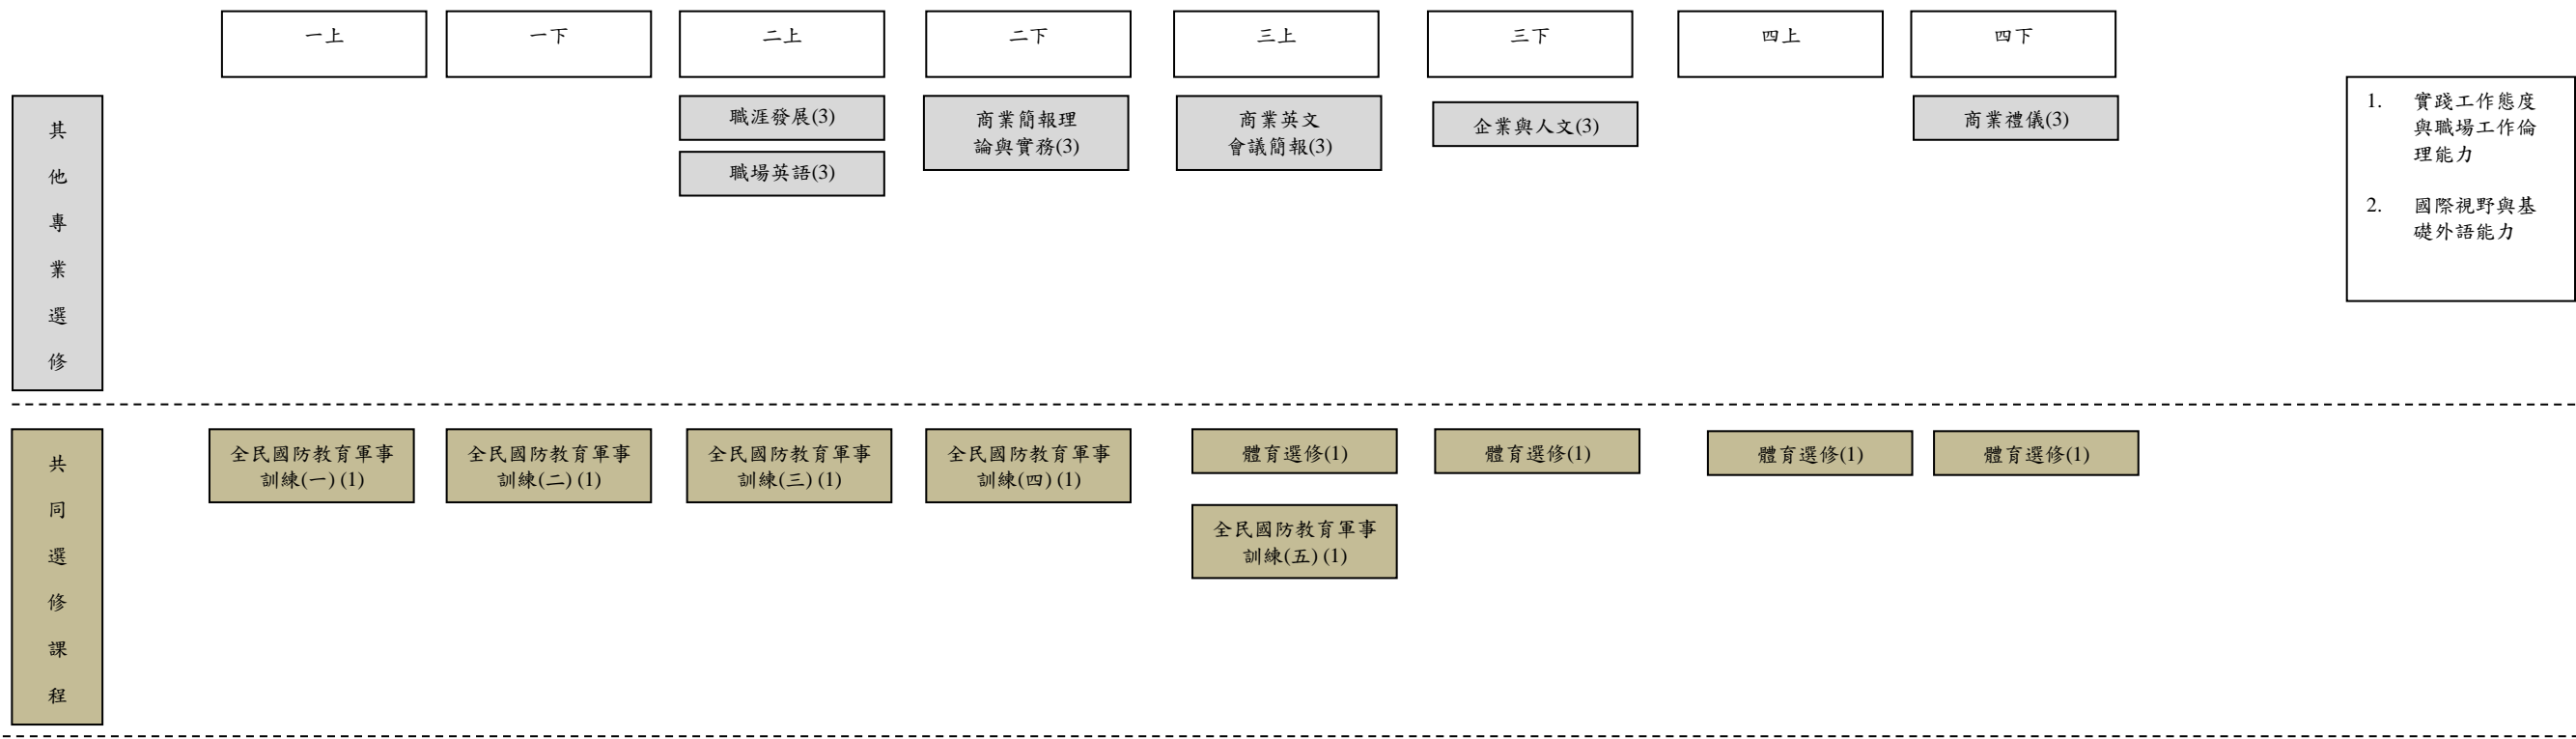 一上
一下
二上
二下
三上
三下
四上
四下
其他專業選修
職涯發展(3)
職場英語(3)
商業簡報理
論與實務(3)
商業英文
會議簡報(3)
企業與人文(3)
商業禮儀(3)
1. 實踐工作態度
與職場工作倫
理能力
2. 國際視野與基
礎外語能力
共同選修課程
全民國防教育軍事
訓練(一) (1)
全民國防教育軍事
訓練(二) (1)
全民國防教育軍事
訓練(三) (1)
全民國防教育軍事
訓練(四) (1)
體育選修(1)
全民國防教育軍事
訓練(五) (1)
體育選修(1)
體育選修(1)
體育選修(1)